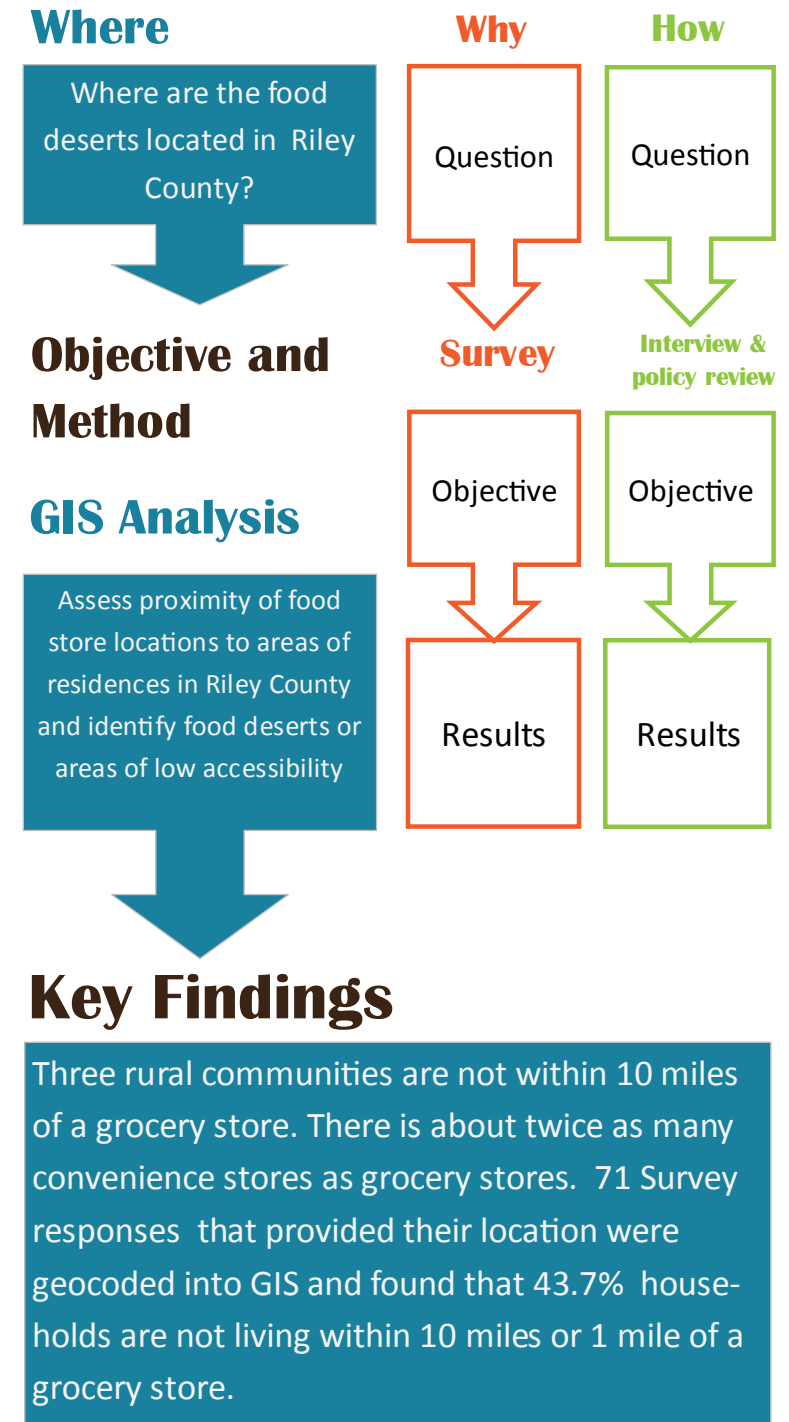 Where
Where are the food
deserts located in Riley
County?
Objective and
Method
GIS Analysis
Assess proximity of food
store locations to areas of
residences in Riley County
and identify food deserts or
areas of low accessibility
Why
Question
Survey
Objective
Results
How
Question
Interview &
policy review
Objective
Results
Key Findings
Three rural communities are not within 10 miles
of a grocery store. There is about twice as many
convenience stores as grocery stores. 71 Survey
responses that provided their location were
geocoded into GIS and found that 43.7% house-
holds are not living within 10 miles or 1 mile of a
grocery store.